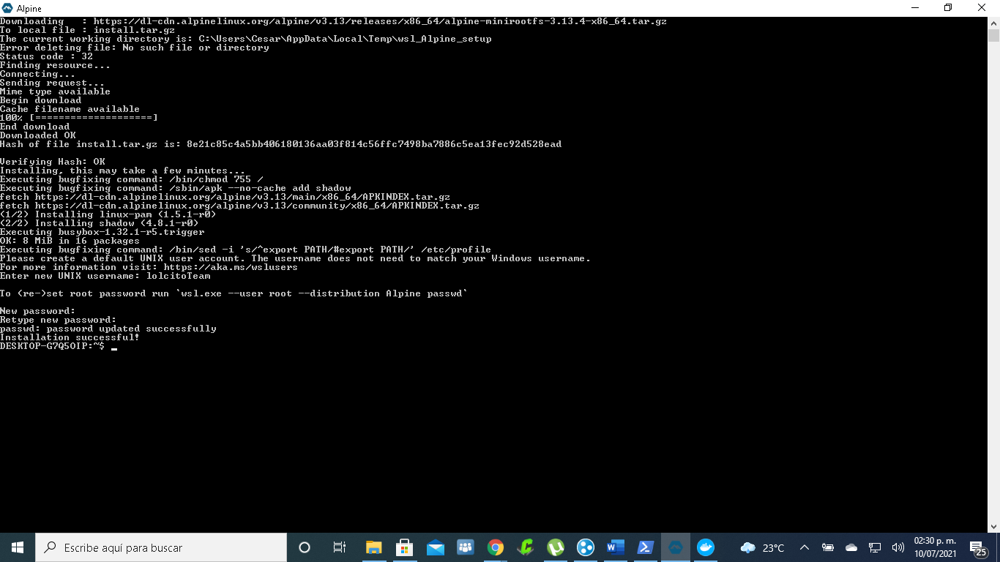 Alpine
Downloading   : https://dl-cdn.alpinelinux.org/alpine/v3.13/releases/x86_64/alpine-minirootfs-3.13.4-x86_64.tar.gz
To local file : install.tar.gz
The current working directory is: C:\Users\Cesar\AppData\Local\Temp\wsl_Alpine_setup
Error deleting file: No such file or directory
Status code : 32
Finding resource...
Connecting...
Sending request...
Mime type available
Begin download
Cache filename available
100% [====================]
End download
Downloaded OK
Hash of file install.tar.gz is: 8e21c85c4a5bb406180136aa03f814c56ffc7498ba7886c5ea13fec92d528ead
Verifying Hash: OK
Installing, this may take a few minutes...
Executing bugfixing command: /bin/chmod 755 /
Executing bugfixing command: /sbin/apk --no-cache add shadow
fetch https://dl-cdn.alpinelinux.org/alpine/v3.13/main/x86_64/APKINDEX.tar.gz
fetch https://dl-cdn.alpinelinux.org/alpine/v3.13/community/x86_64/APKINDEX.tar.gz
(1/2) Installing linux-pam (1.5.1-r0)
(2/2) Installing shadow (4.8.1-r0)
Executing busybox-1.32.1-r5.trigger
OK: 8 MiB in 16 packages
Executing bugfixing command: /bin/sed -i 's/^export PATH/#export PATH/' /etc/profile
Please create a default UNIX user account. The username does not need to match your Windows username.
For more information visit: https://aka.ms/wslusers
Enter new UNIX username: lolcitoTeam
To (re-)set root password run `wsl.exe --user root --distribution Alpine passwd`
New password:
Retype new password:
passwd: password updated successfully
Installation successful!
DESKTOP-G7Q5OIP:~$ _
Escribe aquí para buscar
23°C
02:30 p. m.
10/07/2021
25